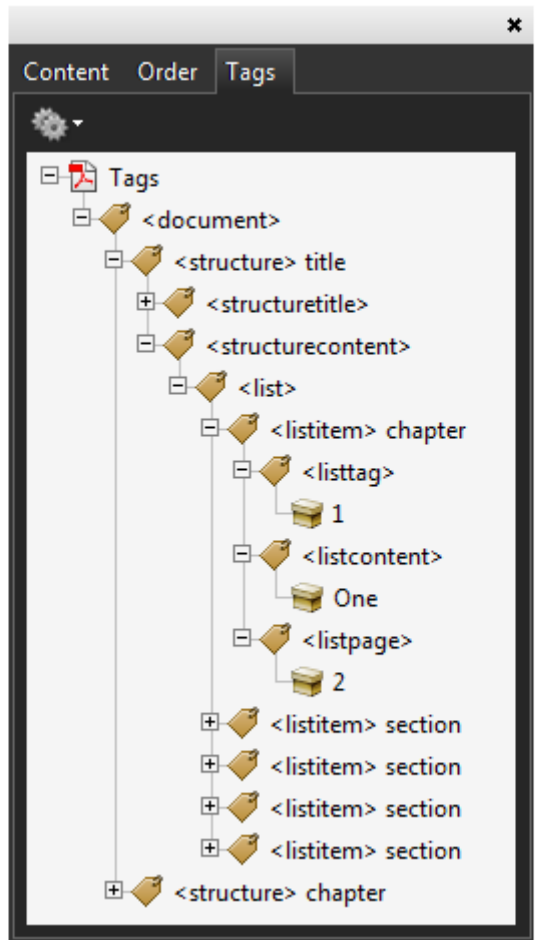 Content Order Tags
Tags
<document>
<structure> title
<structuretitle>
<structurecontent>
<list>
<listitem> chapter
<listtag>
1
<listcontent>
One
<listpage>
2
<listitem> section
<listitem> section
<listitem> section
<listitem> section
<structure> chapter